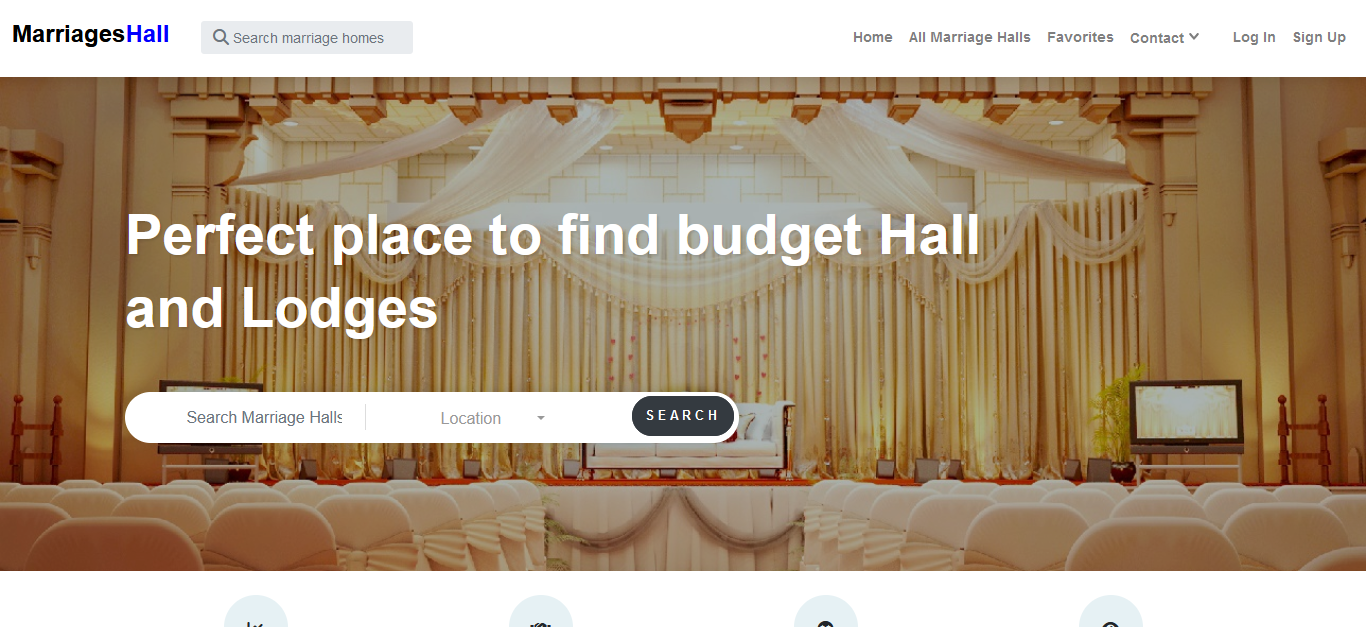 MarriagesHall
Search marriage homes
Home
All Marriage Halls
Favorites
Contact
Log In
Sign Up
Perfect place to find budget Hall
and Lodges
Search Marriage Halls
Location
SEARCH